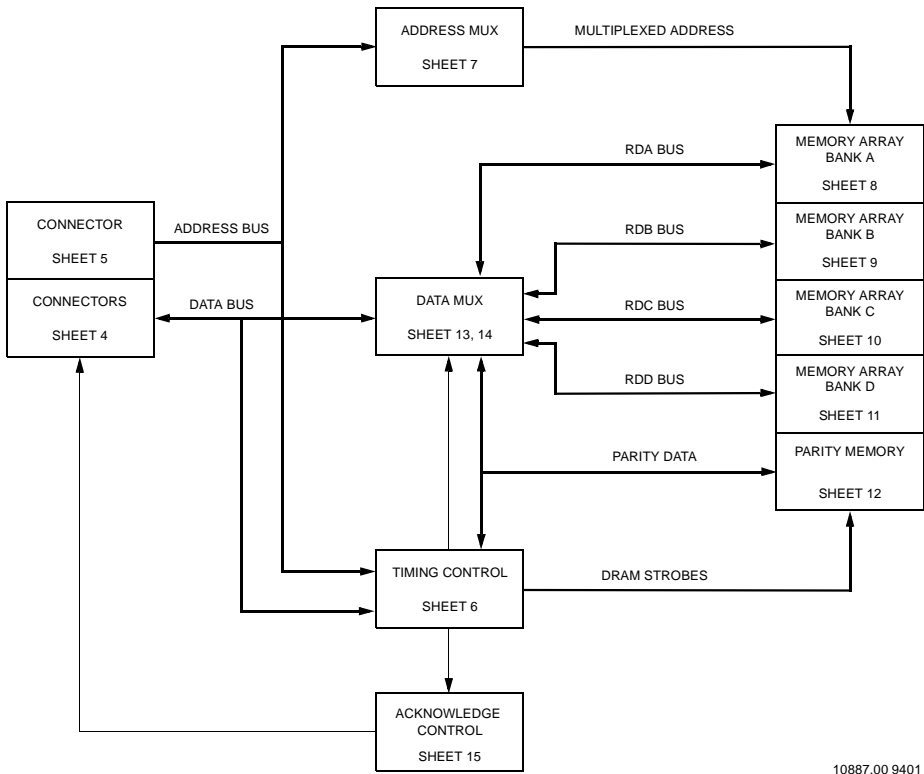 ADDRESS MUX
SHEET 7
MULTIPLEXED ADDRESS
MEMORY ARRAY
BANK A
SHEET 8
RDA BUS
CONNECTOR
SHEET 5
ADDRESS BUS
RDB BUS
MEMORY ARRAY
BANK B
SHEET 9
CONNECTORS
SHEET 4
DATA BUS
DATA MUX
SHEET 13, 14
RDC BUS
MEMORY ARRAY
BANK C
SHEET 10
RDD BUS
MEMORY ARRAY
BANK D
SHEET 11
PARITY DATA
PARITY MEMORY
SHEET 12
TIMING CONTROL
SHEET 6
DRAM STROBES
ACKNOWLEDGE
CONTROL
SHEET 15
10887.00 9401